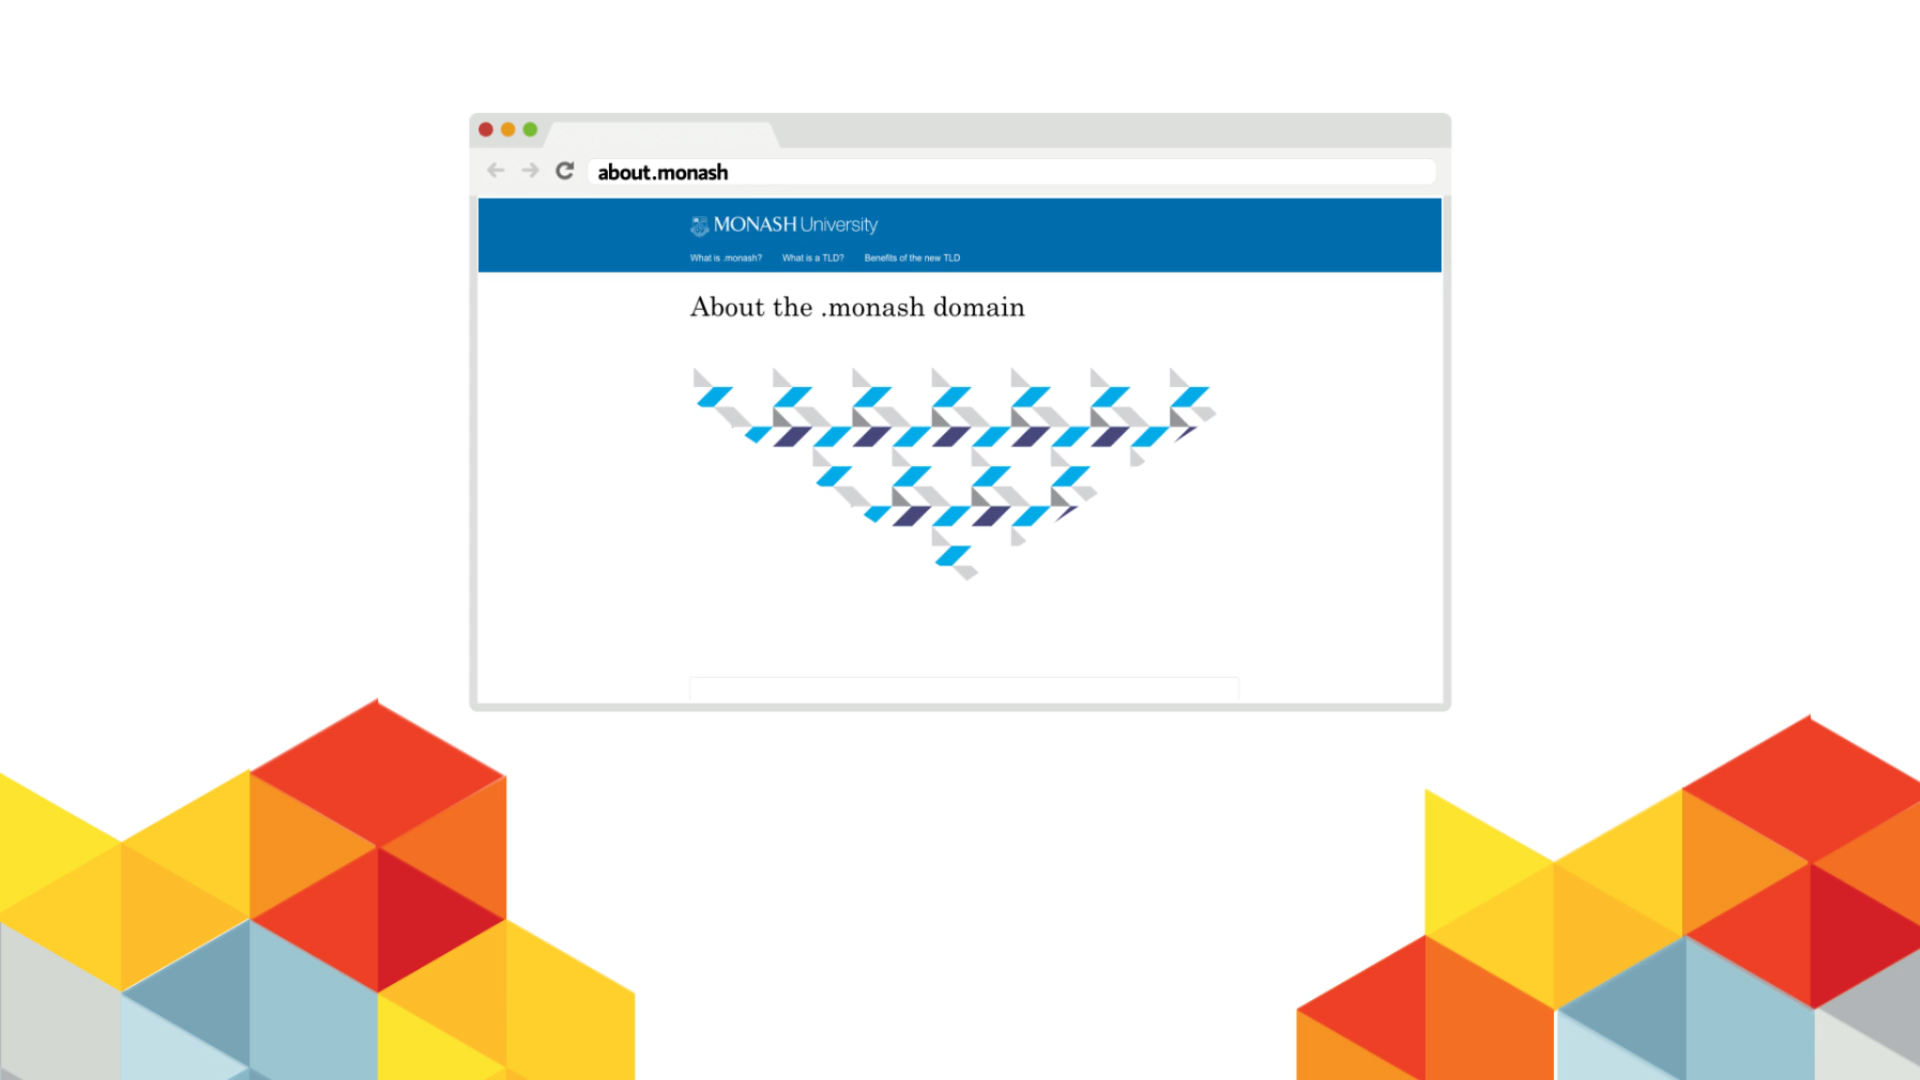 about.monash
MONASH University
What is .monash? What is a TLD? Benefits of the new TLD
About the .monash domain